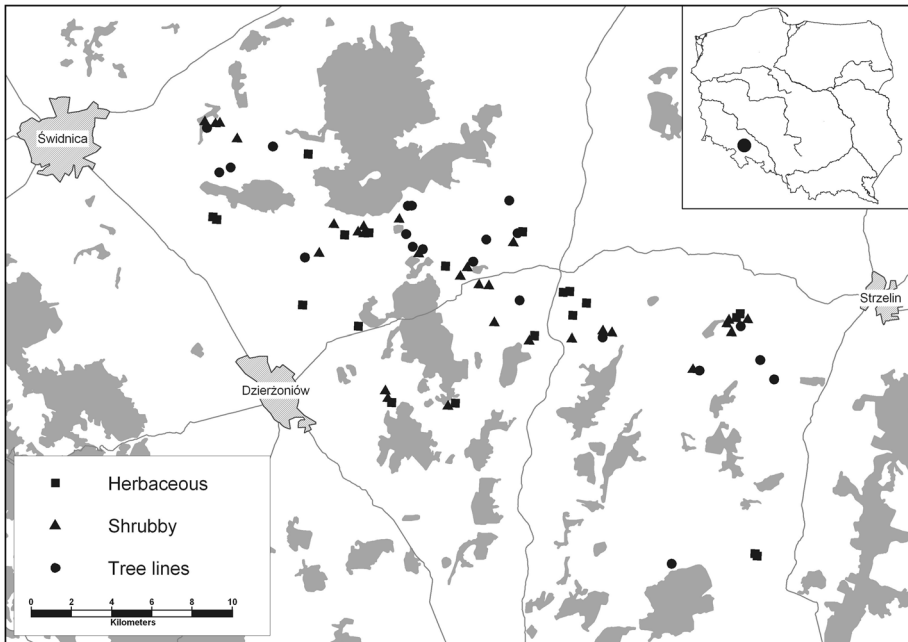 Świdnica
Strzelin
Dzierżoniów
Herbaceous
Shrubby
Tree lines
0 2 4 6 8 10
Kilometers